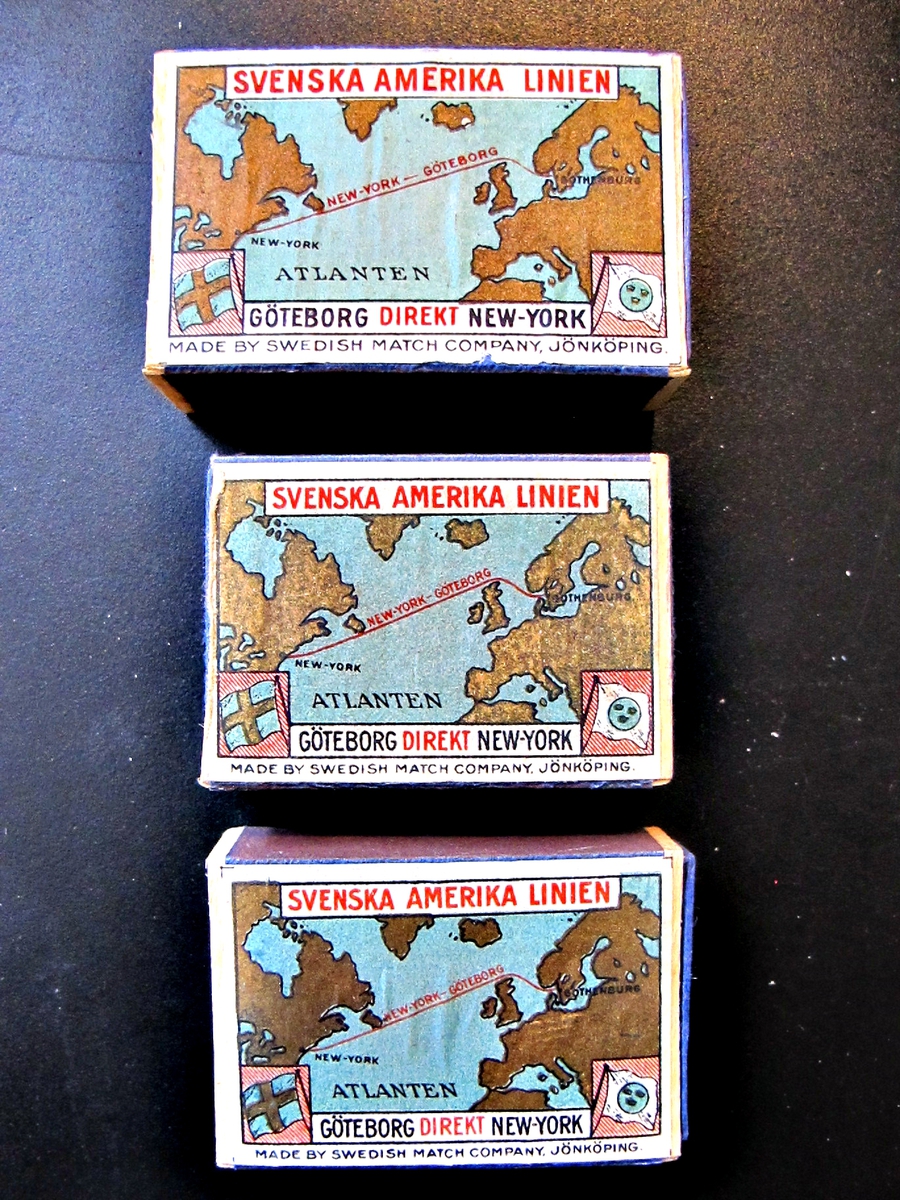 SVENSKA AMERIKA LINIEN
NEW-YORK — GÖTEBORG
GOTHENBURG
NEW-YORK
ATLANTEN
GÖTEBORG DIREKT NEW-YORK
MADE BY SWEDISH MATCH COMPANY, JÖNKÖPING.
SVENSKA AMERIKA LINIEN
NEW-YORK — GÖTEBORG
GOTHENBURG
NEW-YORK
ATLANTEN
GÖTEBORG DIREKT NEW-YORK
MADE BY SWEDISH MATCH COMPANY, JÖNKÖPING.
SVENSKA AMERIKA LINIEN
NEW-YORK — GÖTEBORG
GOTHENBURG
NEW-YORK
ATLANTEN
GÖTEBORG DIREKT NEW-YORK
MADE BY SWEDISH MATCH COMPANY, JÖNKÖPING.